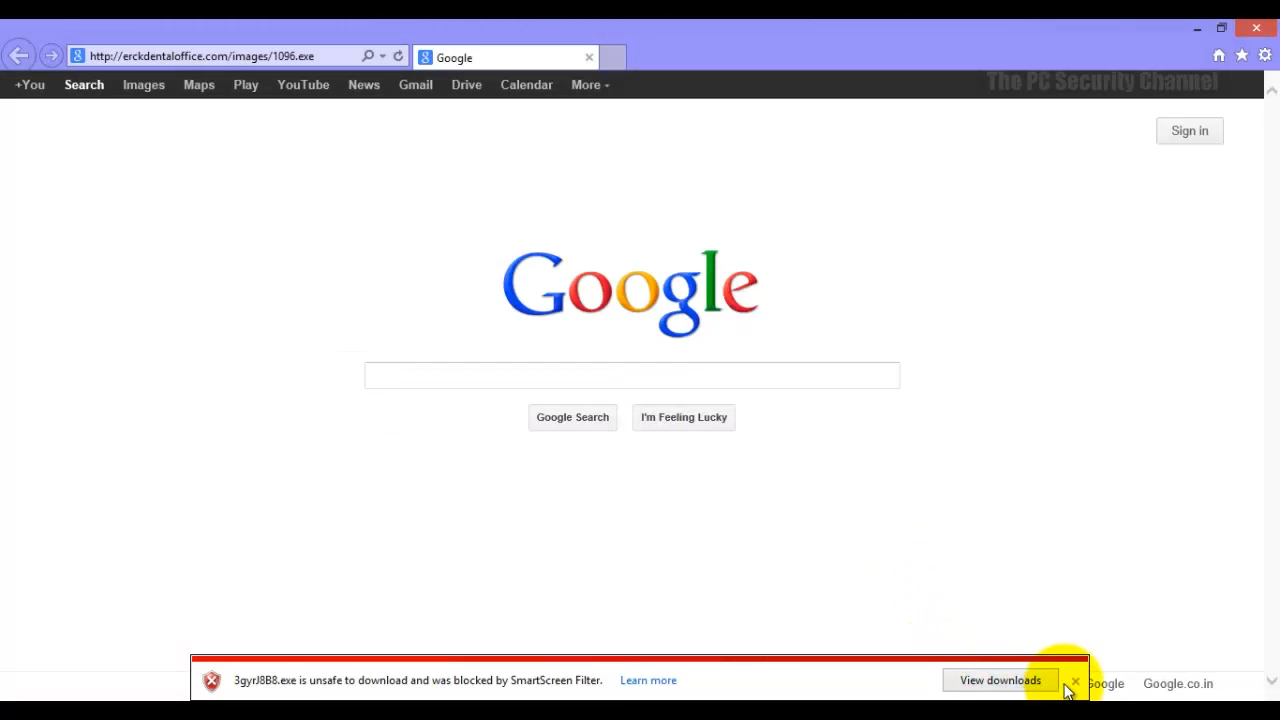 http://erckdentaloffice.com/images/1096.exe
Google
+You Search Images Maps Play YouTube News Gmail Drive Calendar More
The PC Security Channel
Sign in
Google
Google Search I'm Feeling Lucky
3gyrJ8B8.exe is unsafe to download and was blocked by SmartScreen Filter. Learn more View downloads
Google Google.co.in